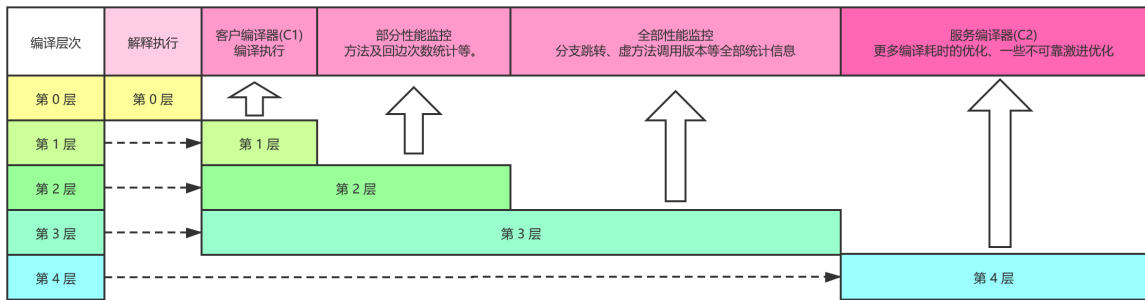 编译层次
解释执行
客户编译器(C1)
编译执行
部分性能监控
方法及回边次数统计等。
全部性能监控
分支跳转、虚方法调用版本等全部统计信息
服务编译器(C2)
更多编译耗时的优化、一些不可靠激进优化
第 0 层
第 0 层
第 1 层
第 1 层
第 2 层
第 2 层
第 3 层
第 3 层
第 4 层
第 4 层